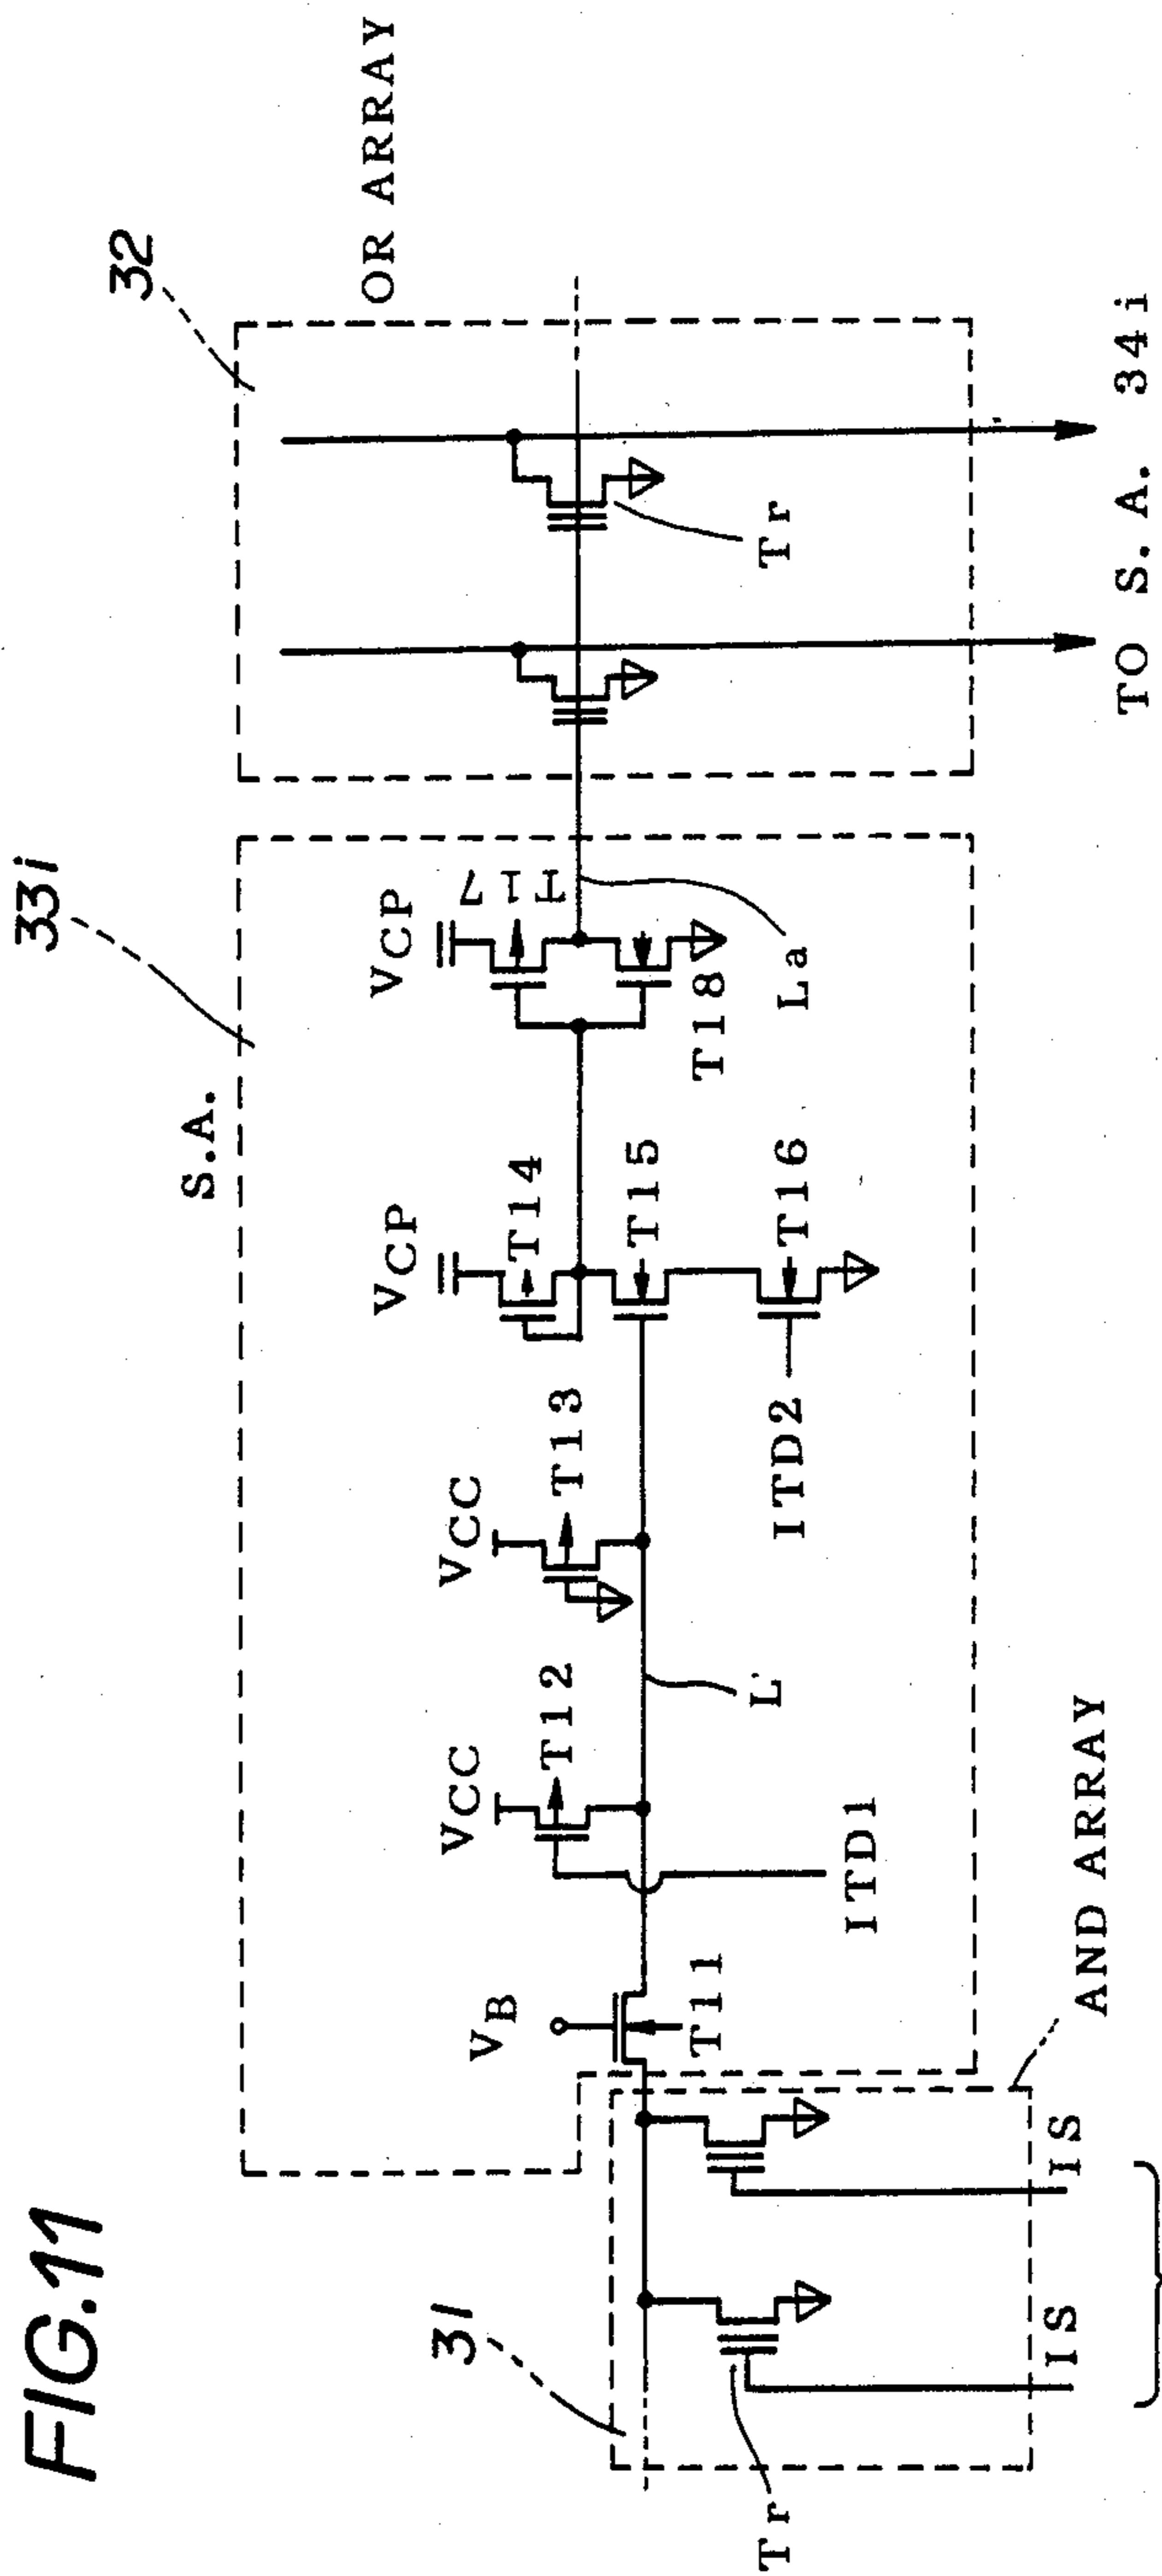 FIG.11
33i
32
S.A.
OR ARRAY
VCP
VCP
T17
VCC
VCC
T14
T13
T12
VB
T15
T18
La
Tr
T16
ITD2
L
ITD1
T11
31
AND ARRAY
Tr
IS
IS
TO S. A. 34i